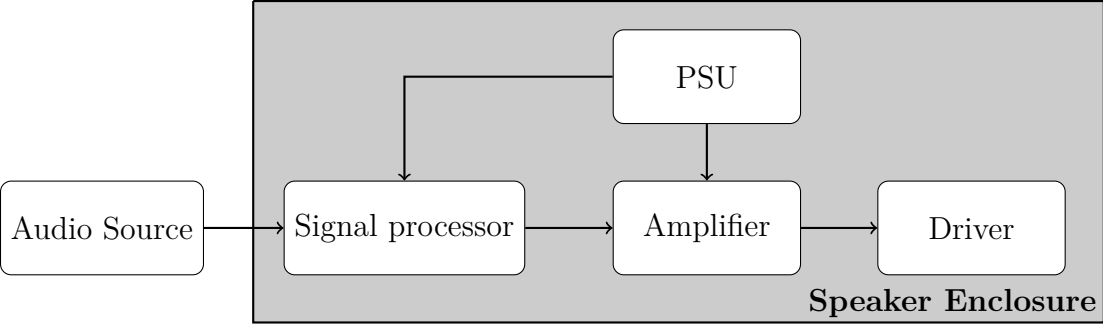 PSU
Audio Source
Signal processor
Amplifier
Driver
Speaker Enclosure